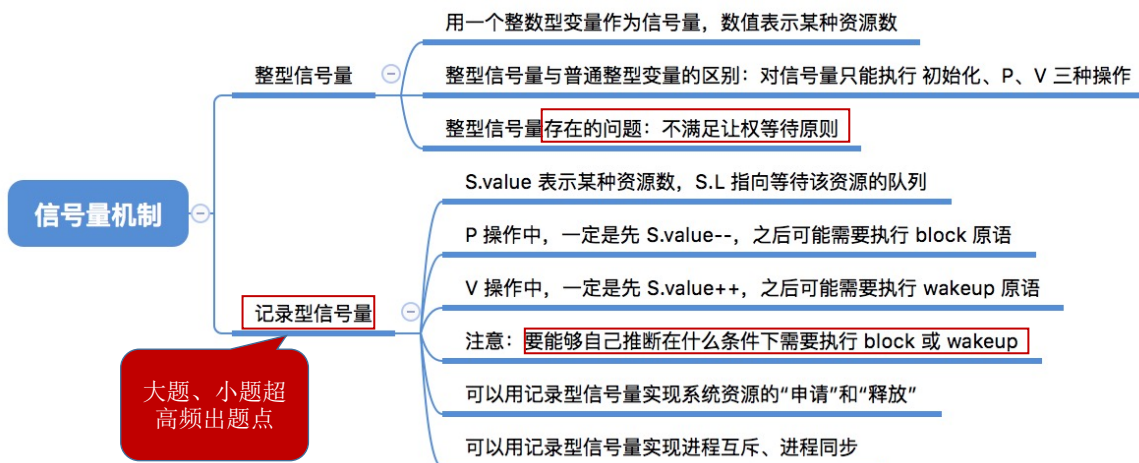 用一个整数型变量作为信号量，数值表示某种资源数
整型信号量
整型信号量与普通整型变量的区别：对信号量只能执行 初始化、P、V 三种操作
整型信号量存在的问题：不满足让权等待原则
信号量机制
S.value 表示某种资源数，S.L 指向等待该资源的队列
P 操作中，一定是先 S.value--，之后可能需要执行 block 原语
V 操作中，一定是先 S.value++，之后可能需要执行 wakeup 原语
记录型信号量
注意：要能够自己推断在什么条件下需要执行 block 或 wakeup
可以用记录型信号量实现系统资源的“申请”和“释放”
可以用记录型信号量实现进程互斥、进程同步
大题、小题超
高频出题点